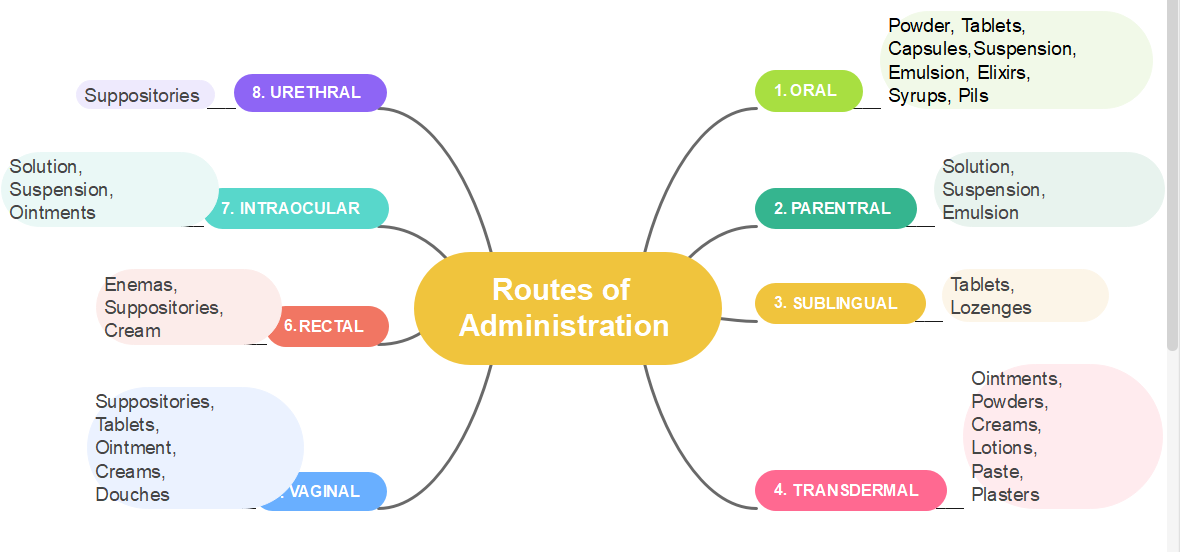 Routes of
Administration
1. ORAL
Powder, Tablets,
Capsules,Suspension,
Emulsion, Elixirs,
Syrups, Pils
2. PARENTRAL
Solution,
Suspension,
Emulsion
3. SUBLINGUAL
Tablets,
Lozenges
4. TRANSDERMAL
Ointments,
Powders,
Creams,
Lotions,
Paste,
Plasters
VAGINAL
Suppositories,
Tablets,
Ointment,
Creams,
Douches
6. RECTAL
Enemas,
Suppositories,
Cream
7. INTRAOCULAR
Solution,
Suspension,
Ointments
8. URETHRAL
Suppositories